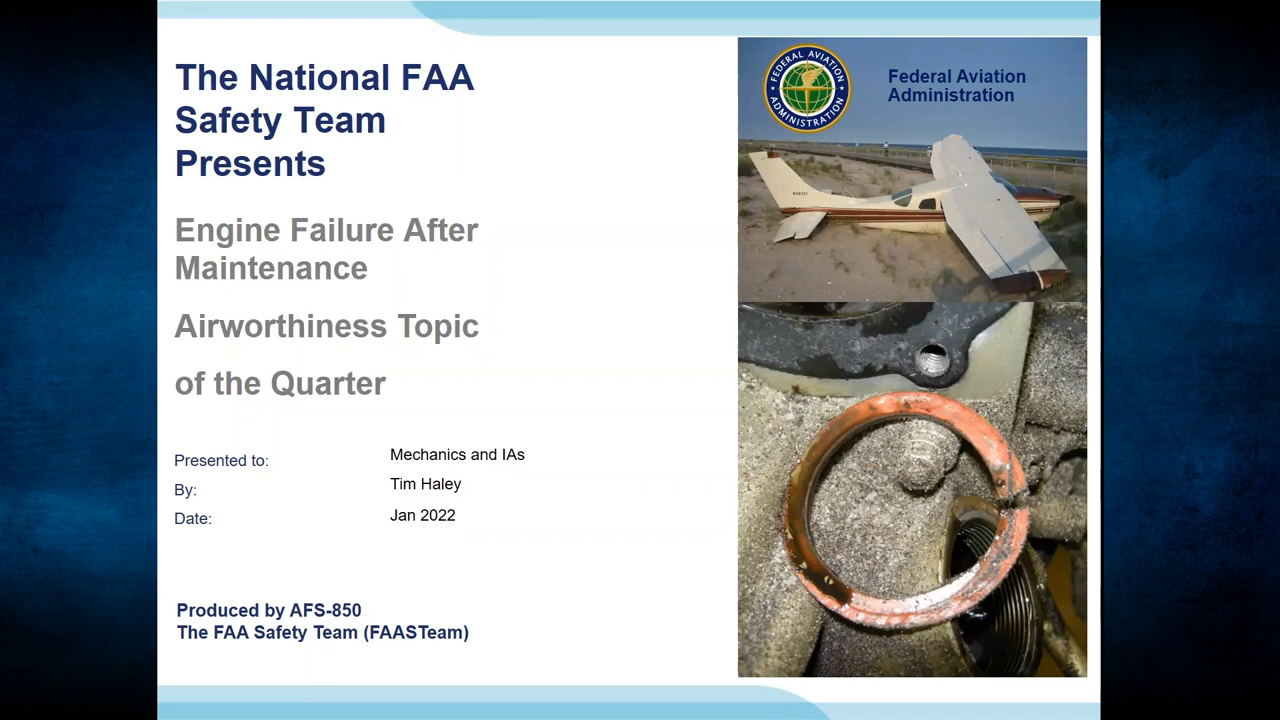 The National FAA
Safety Team
Presents
Engine Failure After
Maintenance
Airworthiness Topic
of the Quarter
Presented to:
Mechanics and IAs
By:
Tim Haley
Date:
Jan 2022
Produced by AFS-850
The FAA Safety Team (FAASTeam)
FEDERAL AVIATION
ADMINISTRATION
Federal Aviation
Administration